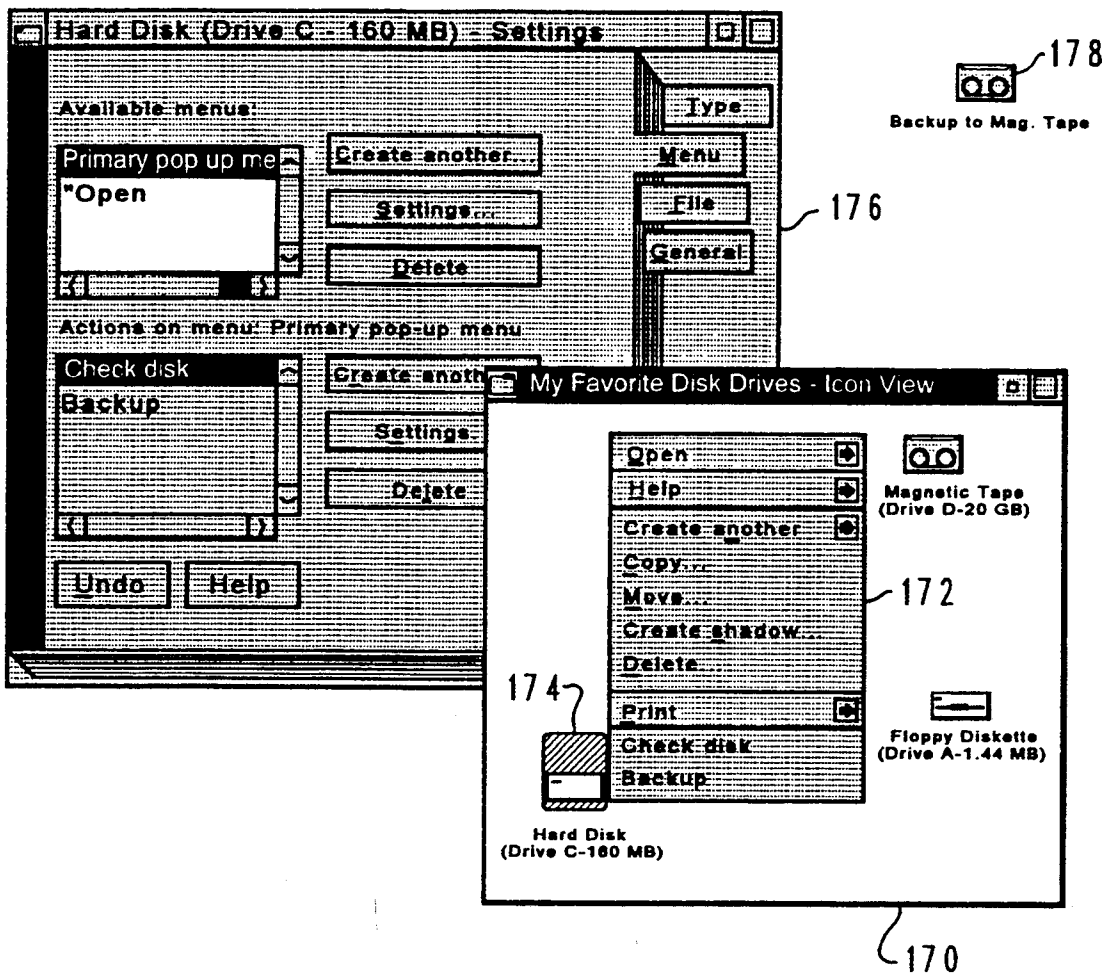 Hard Disk (Drive C - 160 MB) - Settings
178
Backup to Mag. Tape
Available menus:
Primary pop up me
"Open
Create another...
Settings...
Delete
Type
Menu
File
General
176
Actions on menu: Primary pop-up menu
Check disk
Backup
Create anoth
Settings
Delete
Undo
Help
My Favorite Disk Drives - Icon View
Open
Help
Create another
Copy...
Move...
Create shadow...
Delete...
Print
Check disk
Backup
172
Magnetic Tape
(Drive D-20 GB)
Floppy Diskette
(Drive A-1.44 MB)
174
Hard Disk
(Drive C-160 MB)
170